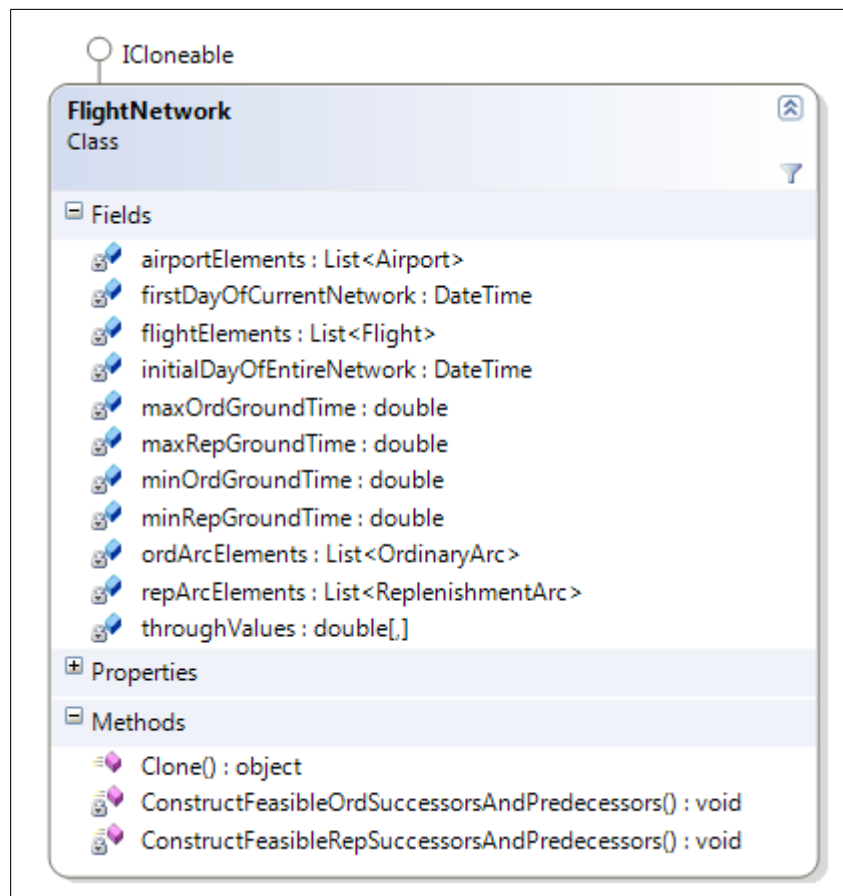 ICloneable
FlightNetwork
Class
Fields
airportElements : List<Airport>
firstDayOfCurrentNetwork : DateTime
flightElements : List<Flight>
initialDayOfEntireNetwork : DateTime
maxOrdGroundTime : double
maxRepGroundTime : double
minOrdGroundTime : double
minRepGroundTime : double
ordArcElements : List<OrdinaryArc>
repArcElements : List<ReplenishmentArc>
throughValues : double[,]
Properties
Methods
Clone() : object
ConstructFeasibleOrdSuccessorsAndPredecessors() : void
ConstructFeasibleRepSuccessorsAndPredecessors() : void